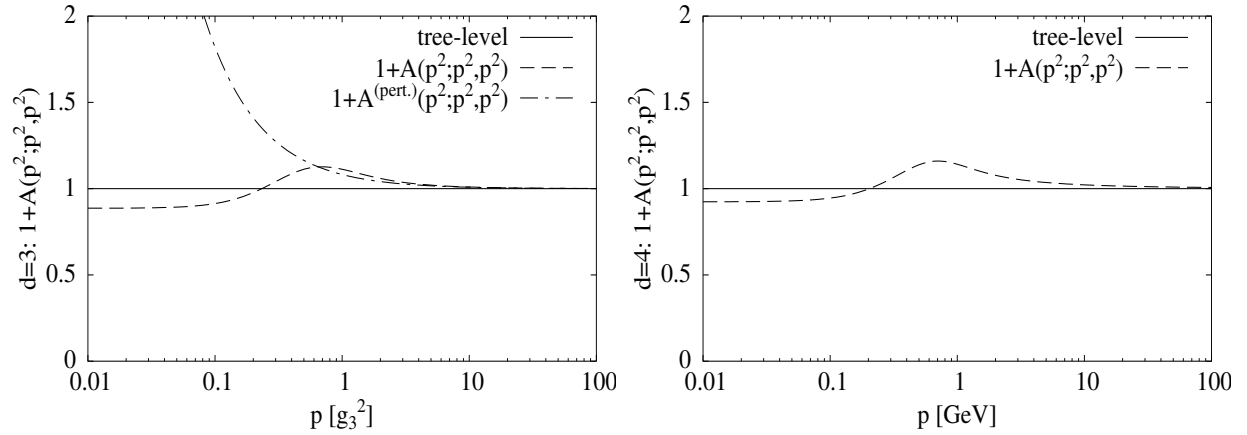 d=3: 1+A(p²;p²,p²)
2
1.5
1
0.5
0
0.01
0.1
1
10
100
p [g₃²]
tree-level
1+A(p²;p²,p²)
1+A⁽ᵖᵉʳᵗ·⁾(p²;p²,p²)
d=4: 1+A(p²;p²,p²)
2
1.5
1
0.5
0
0.01
0.1
1
10
100
p [GeV]
tree-level
1+A(p²;p²,p²)